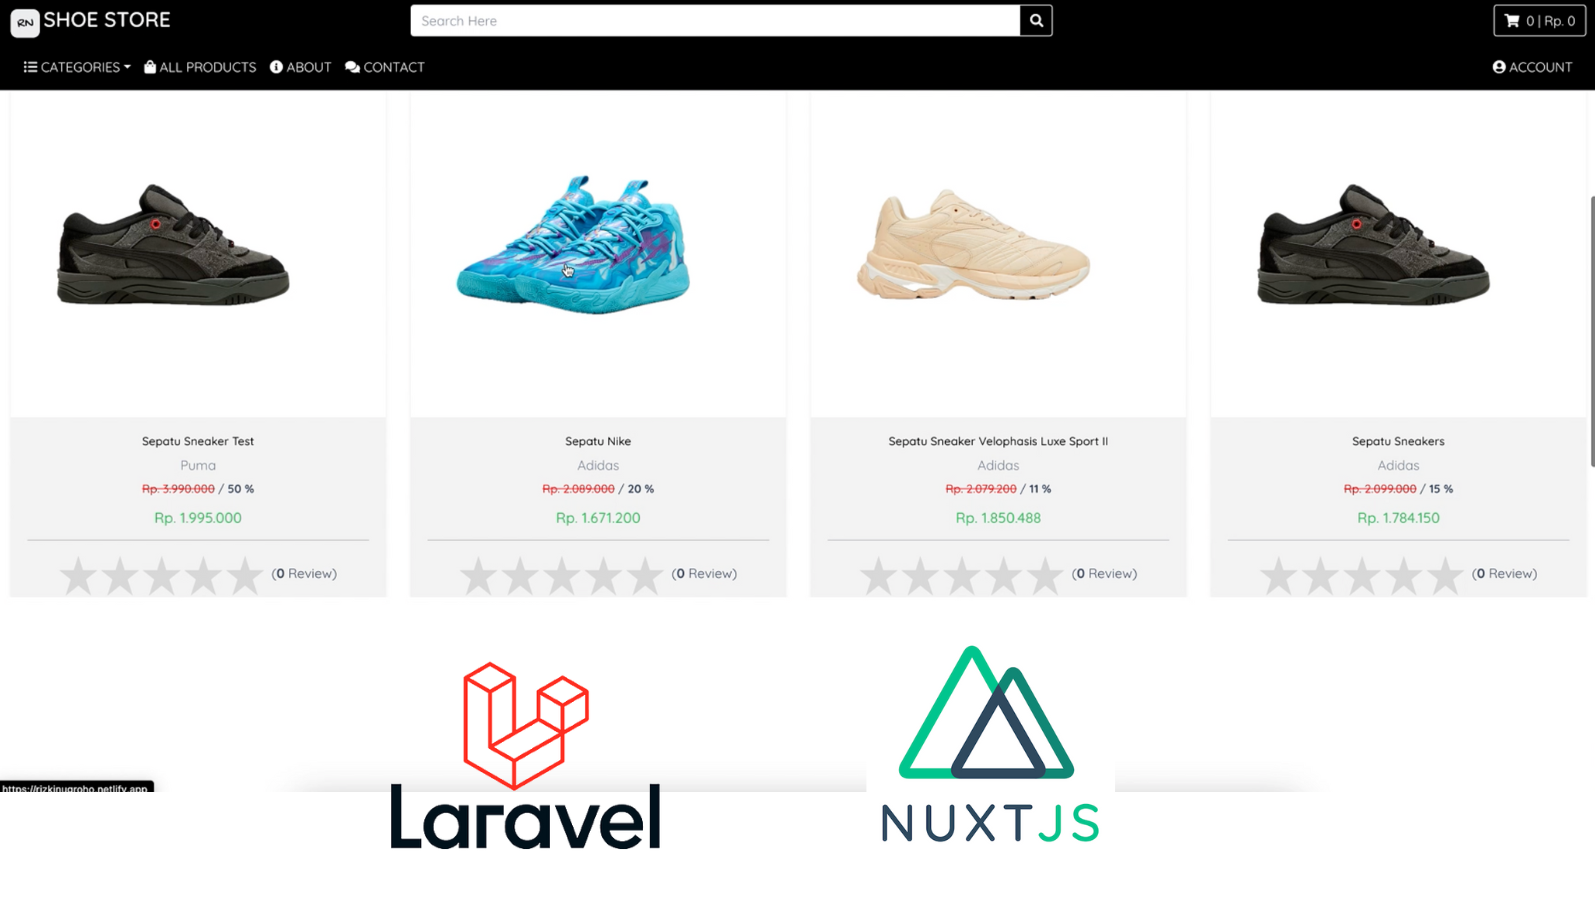 RN SHOE STORE
Search Here
0 | Rp. 0
CATEGORIES ALL PRODUCTS ABOUT CONTACT ACCOUNT
Sepatu Sneaker Test
Puma
Rp. 3.990.000 / 50 %
Rp. 1.995.000
(0 Review)
Sepatu Nike
Adidas
Rp. 2.089.000 / 20 %
Rp. 1.671.200
(0 Review)
Sepatu Sneaker Velophasis Luxe Sport II
Adidas
Rp. 2.079.200 / 11 %
Rp. 1.850.488
(0 Review)
Sepatu Sneakers
Adidas
Rp. 2.099.000 / 15 %
Rp. 1.784.150
(0 Review)
https://rizkinugroho.netlify.app
Laravel
NUXTJS